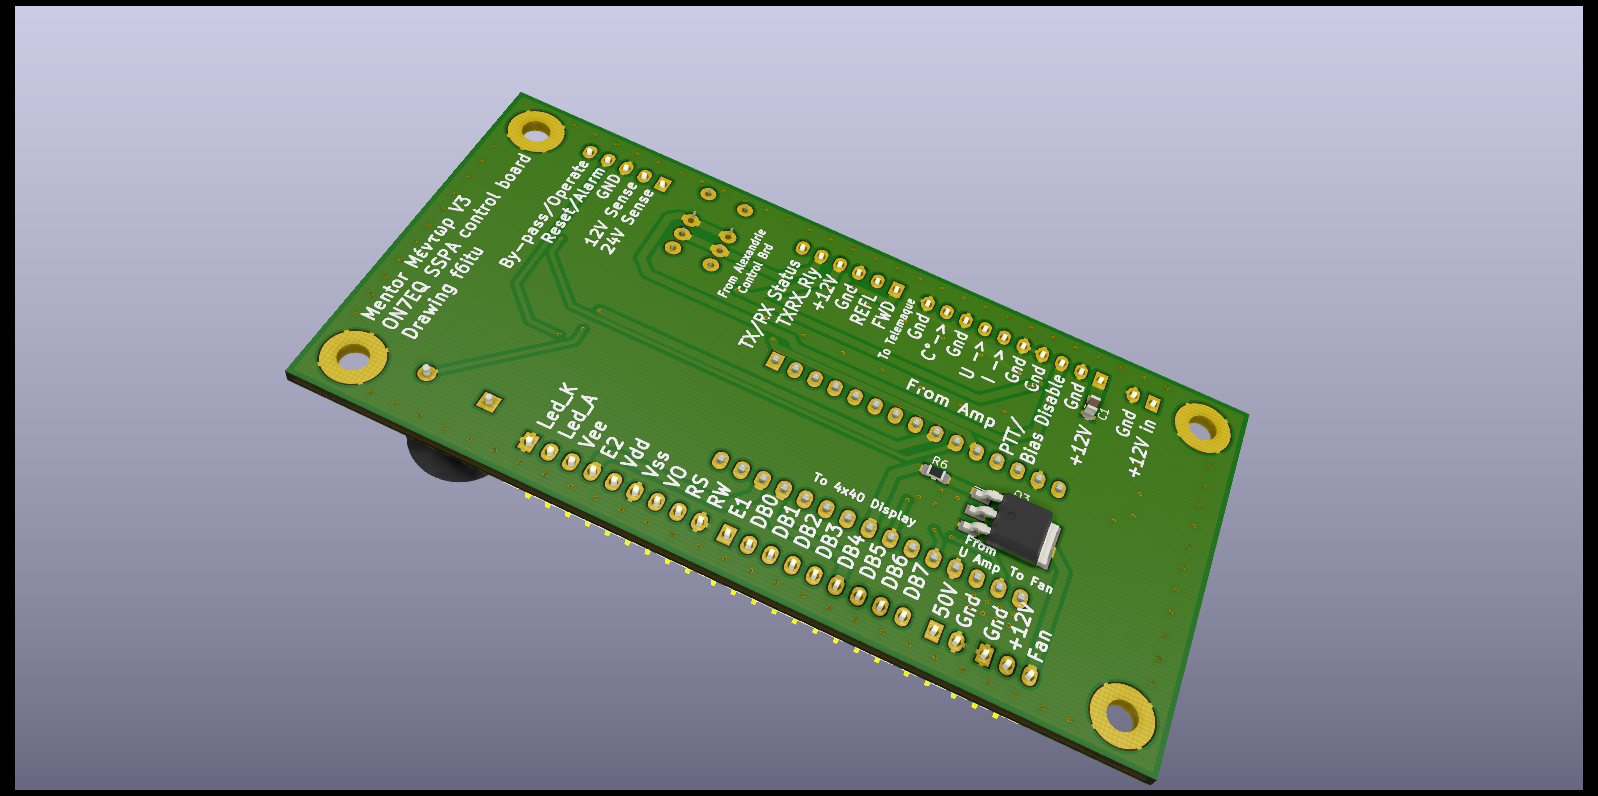 Mentor Μέντωρ V3
ON7EQ SSPA control board
Drawing f6itu
By-pass/Operate
Reset/Alarm
GND
12V Sense
24V Sense
From Alexandrie
Control Brd
TX/RX Status
TXRX_Rly
+12V
Gnd
REFL
FWD
To Telemaque
Gnd
C°->
Gnd
U ->
I ->
Gnd
Gnd
PTT/
Bias Disable
Gnd
+12V
C1
Gnd
+12V in
From Amp
R6
Q3
Led_K
Led_A
Vee
E2
Vdd
Vss
VO
RS
RW
E1
DB0
DB1
DB2
DB3
DB4
DB5
DB6
DB7
To 4x40 Display
From
U Amp
To Fan
50V
Gnd
Gnd
+12V
Fan